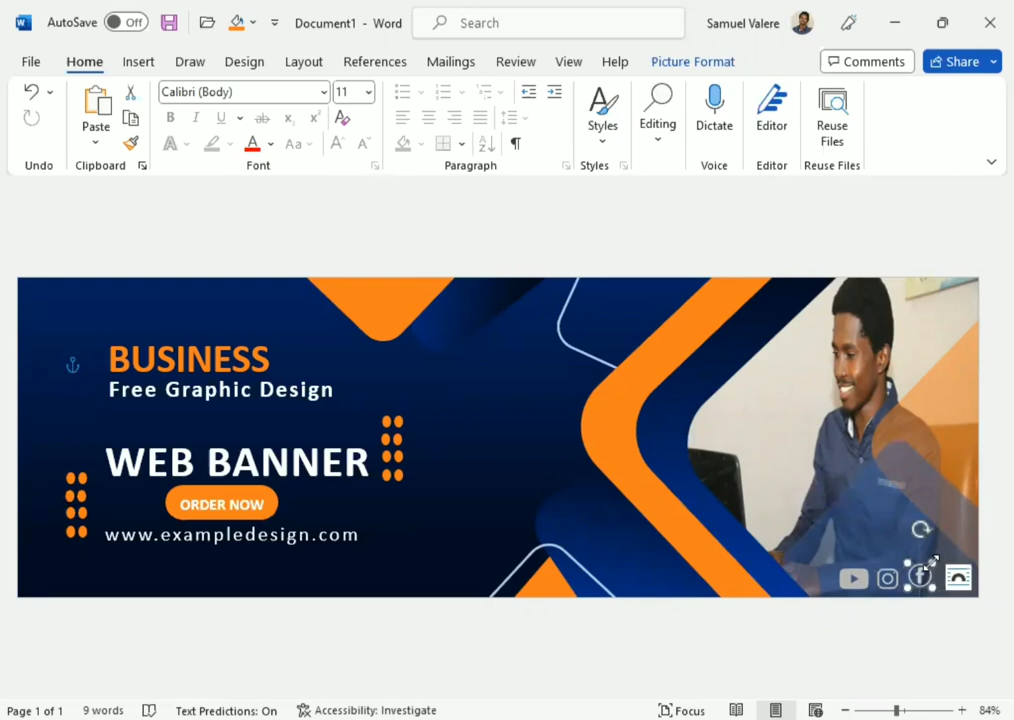 AutoSave Off Document1 - Word Search Samuel Valere
File Home Insert Draw Design Layout References Mailings Review View Help Picture Format Comments Share
Calibri (Body) 11
Paste
B I U ab x x² A
A A Aa A A
Styles
Editing
Dictate
Editor
Reuse Files
Undo Clipboard Font Paragraph Styles Voice Editor Reuse Files
BUSINESS
Free Graphic Design
WEB BANNER
ORDER NOW
www.exampledesign.com
Page 1 of 1 9 words Text Predictions: On Accessibility: Investigate Focus 84%